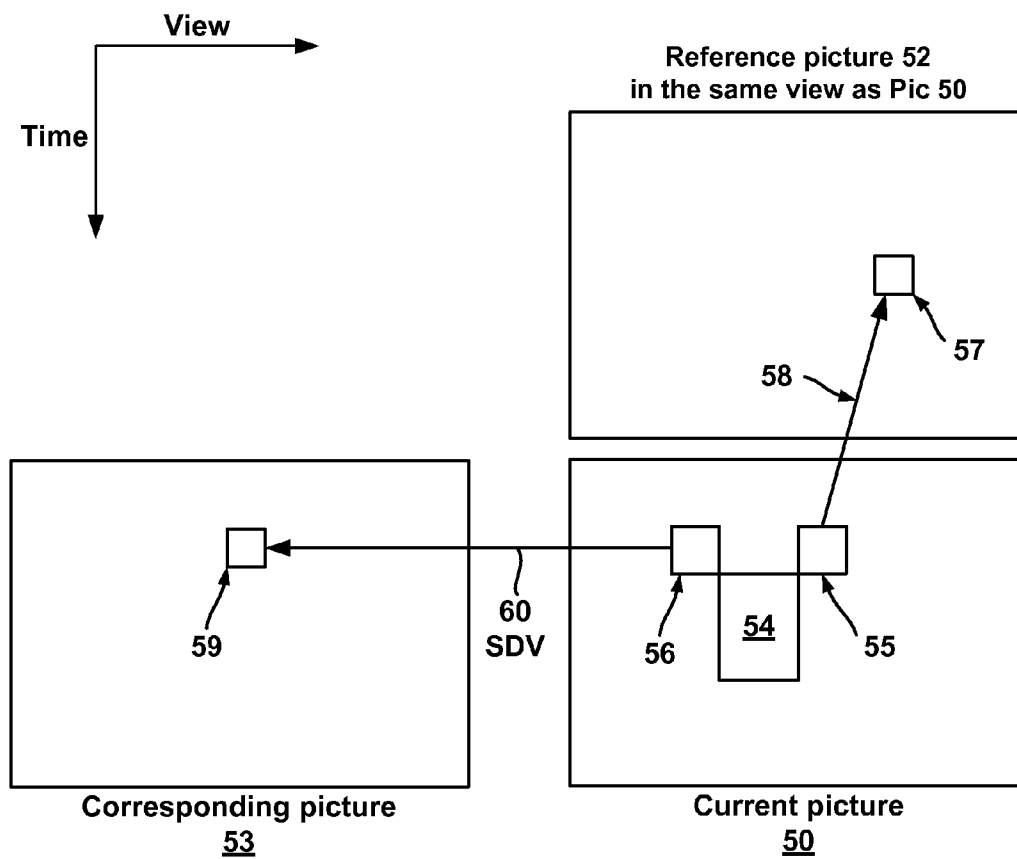 View
Time
Reference picture 52
in the same view as Pic 50
57
58
59
60
SDV
56
54
55
Corresponding picture
53
Current picture
50